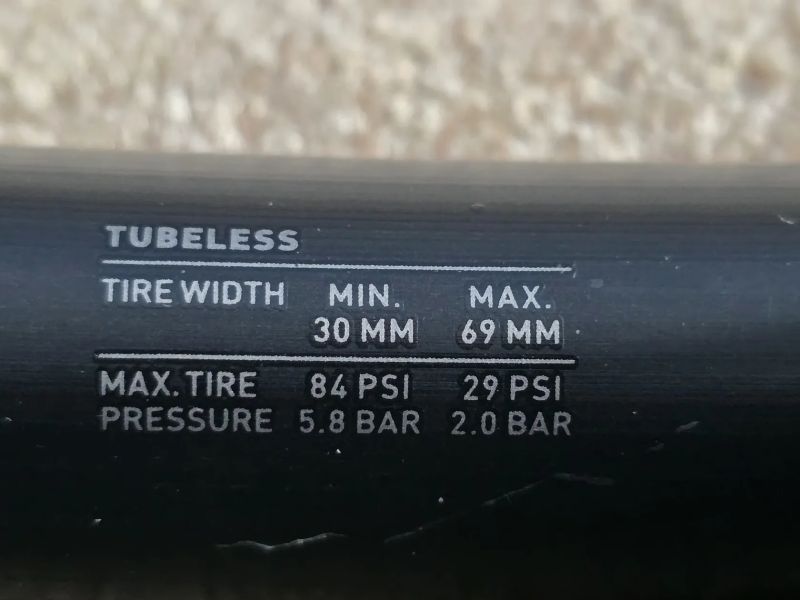 TUBELESS
TIRE WIDTH MIN. MAX.
30 MM 69 MM
MAX. TIRE 84 PSI 29 PSI
PRESSURE 5.8 BAR 2.0 BAR